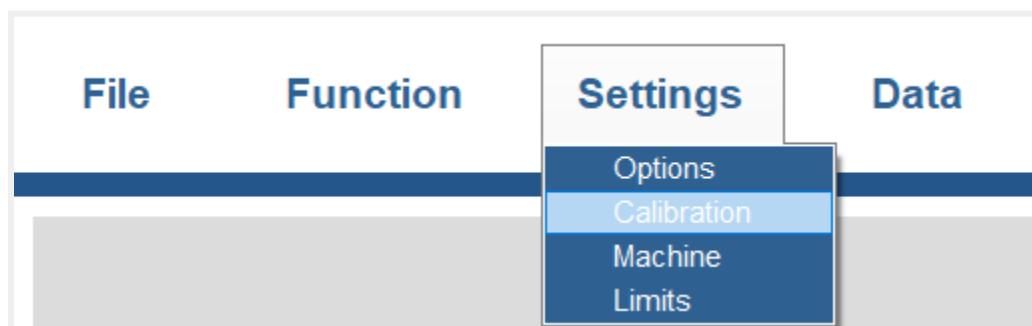 File Function Settings Data
Options
Calibration
Machine
Limits